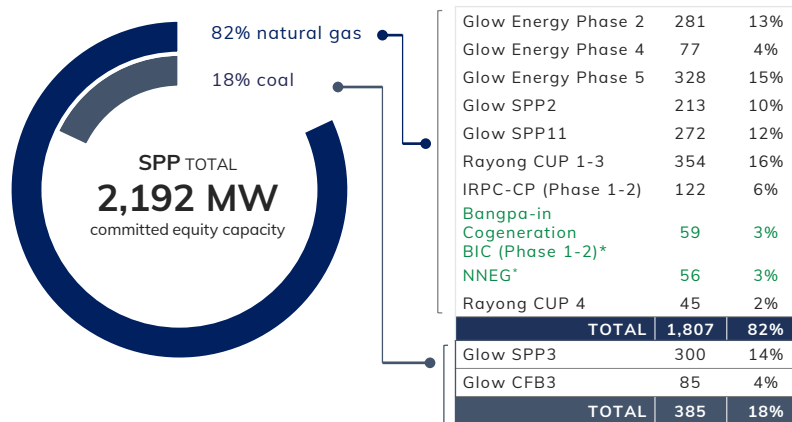 82% natural gas
18% coal
SPP TOTAL
2,192 MW
committed equity capacity
Glow Energy Phase 2 281 13%
Glow Energy Phase 4 77 4%
Glow Energy Phase 5 328 15%
Glow SPP2 213 10%
Glow SPP11 272 12%
Rayong CUP 1-3 354 16%
IRPC-CP (Phase 1-2) 122 6%
Bangpa-in
Cogeneration 59 3%
BIC (Phase 1-2)*
NNEG* 56 3%
Rayong CUP 4 45 2%
TOTAL 1,807 82%
Glow SPP3 300 14%
Glow CFB3 85 4%
TOTAL 385 18%